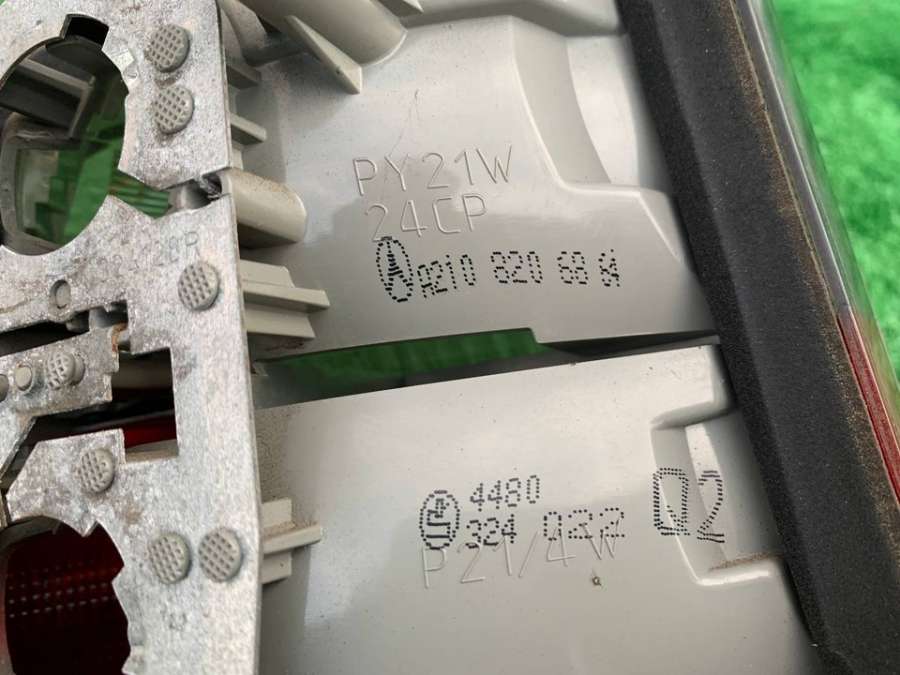 PY21W
24CP
A210 820 68 64
4480
324 022 Q2
P21/4W